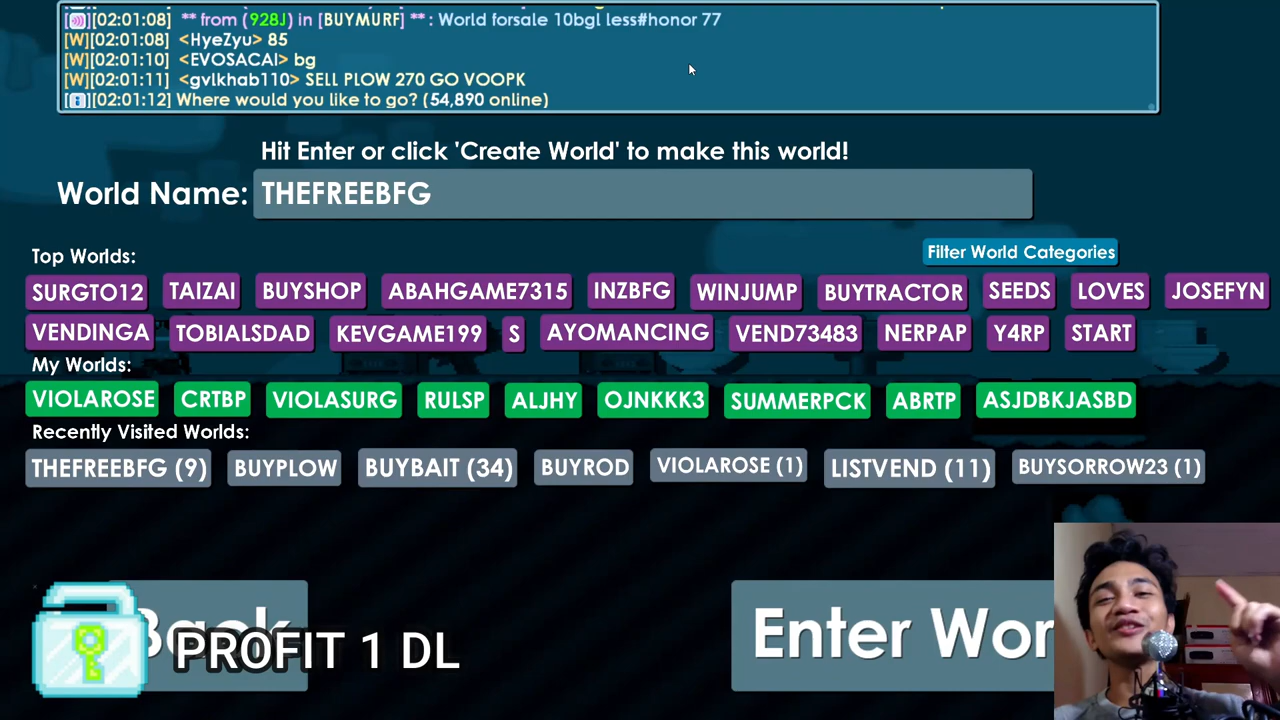 [W][02:01:08] ** from (928J) in [BUYMURF] ** : World forsale 10bgl less#honor 77
[W][02:01:08] <HyeZyu> 85
[W][02:01:10] <EVOSACAI> bg
[W][02:01:11] <gvlkhab110> SELL PLOW 270 GO VOOPK
[02:01:12] Where would you like to go? (54,890 online)
Hit Enter or click 'Create World' to make this world!
World Name: THEFREEBFG
Top Worlds:
Filter World Categories
SURGTO12 TAIZAI BUYSHOP ABAHGAME7315 INZBFG WINJUMP BUYTRACTOR SEEDS LOVES JOSEFYN
VENDINGA TOBIALSDAD KEVGAME199 S AYOMANCING VEND73483 NERPAP Y4RP START
My Worlds:
VIOLAROSE CRTBP VIOLASURG RULSP ALJHY OJNKKK3 SUMMERPCK ABRTP ASJDBKJASBD
Recently Visited Worlds:
THEFREEBFG (9) BUYPLOW BUYBAIT (34) BUYROD VIOLAROSE (1) LISTVEND (11) BUYSORROW23 (1)
Back
Enter Wor
PROFIT 1 DL